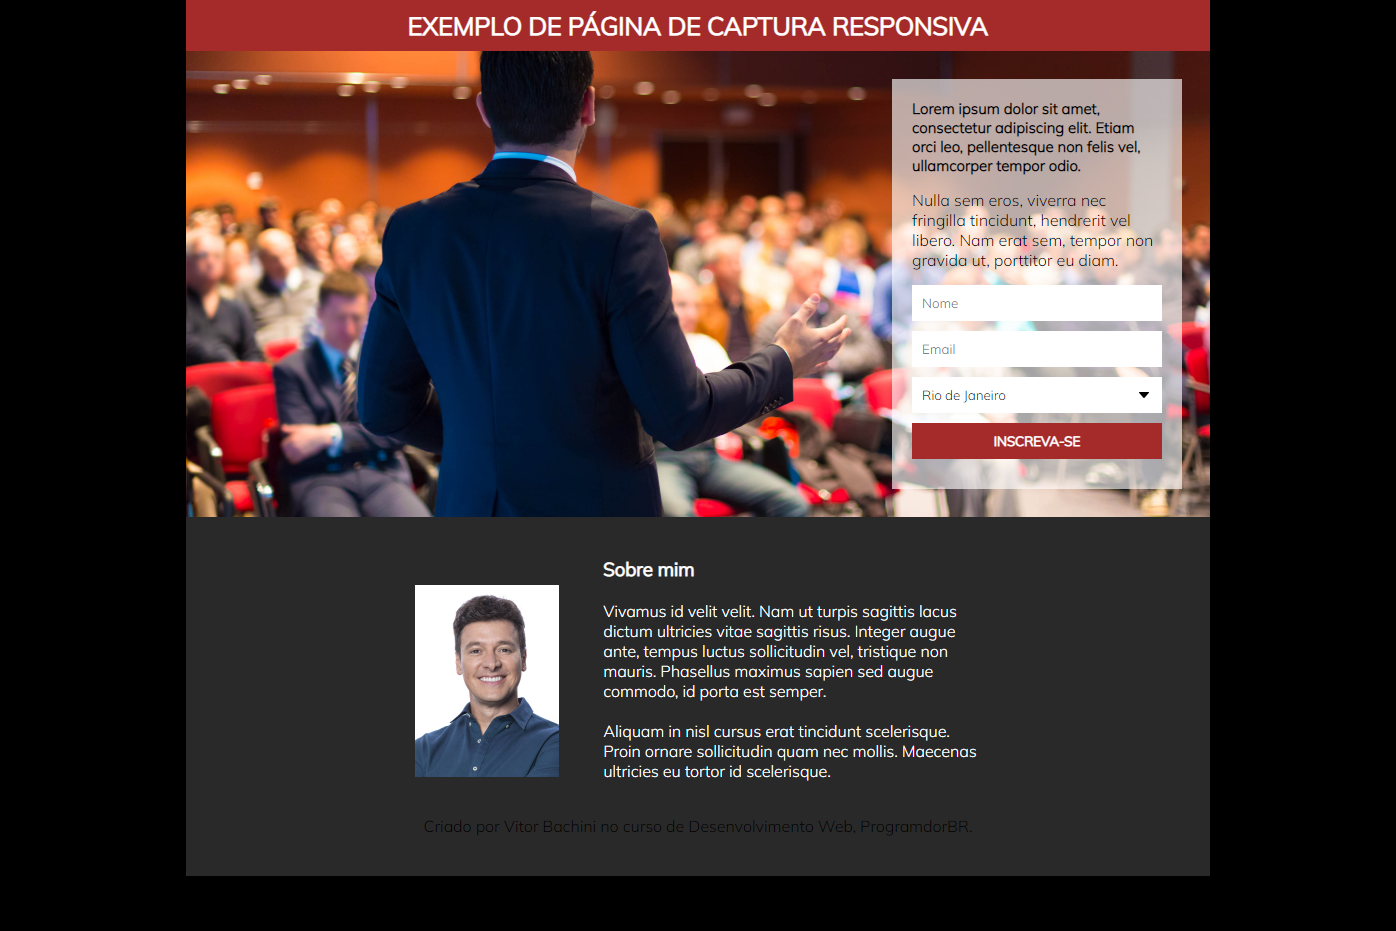 EXEMPLO DE PÁGINA DE CAPTURA RESPONSIVA
Lorem ipsum dolor sit amet,
consectetur adipiscing elit. Etiam
orci leo, pellentesque non felis vel,
ullamcorper tempor odio.
Nulla sem eros, viverra nec
fringilla tincidunt, hendrerit vel
libero. Nam erat sem, tempor non
gravida ut, porttitor eu diam.
Nome
Email
Rio de Janeiro
INSCREVA-SE
Sobre mim
Vivamus id velit velit. Nam ut turpis sagittis lacus
dictum ultricies vitae sagittis risus. Integer augue
ante, tempus luctus sollicitudin vel, tristique non
mauris. Phasellus maximus sapien sed augue
commodo, id porta est semper.
Aliquam in nisl cursus erat tincidunt scelerisque.
Proin ornare sollicitudin quam nec mollis. Maecenas
ultricies eu tortor id scelerisque.
Criado por Vitor Bachini no curso de Desenvolvimento Web, ProgramdorBR.